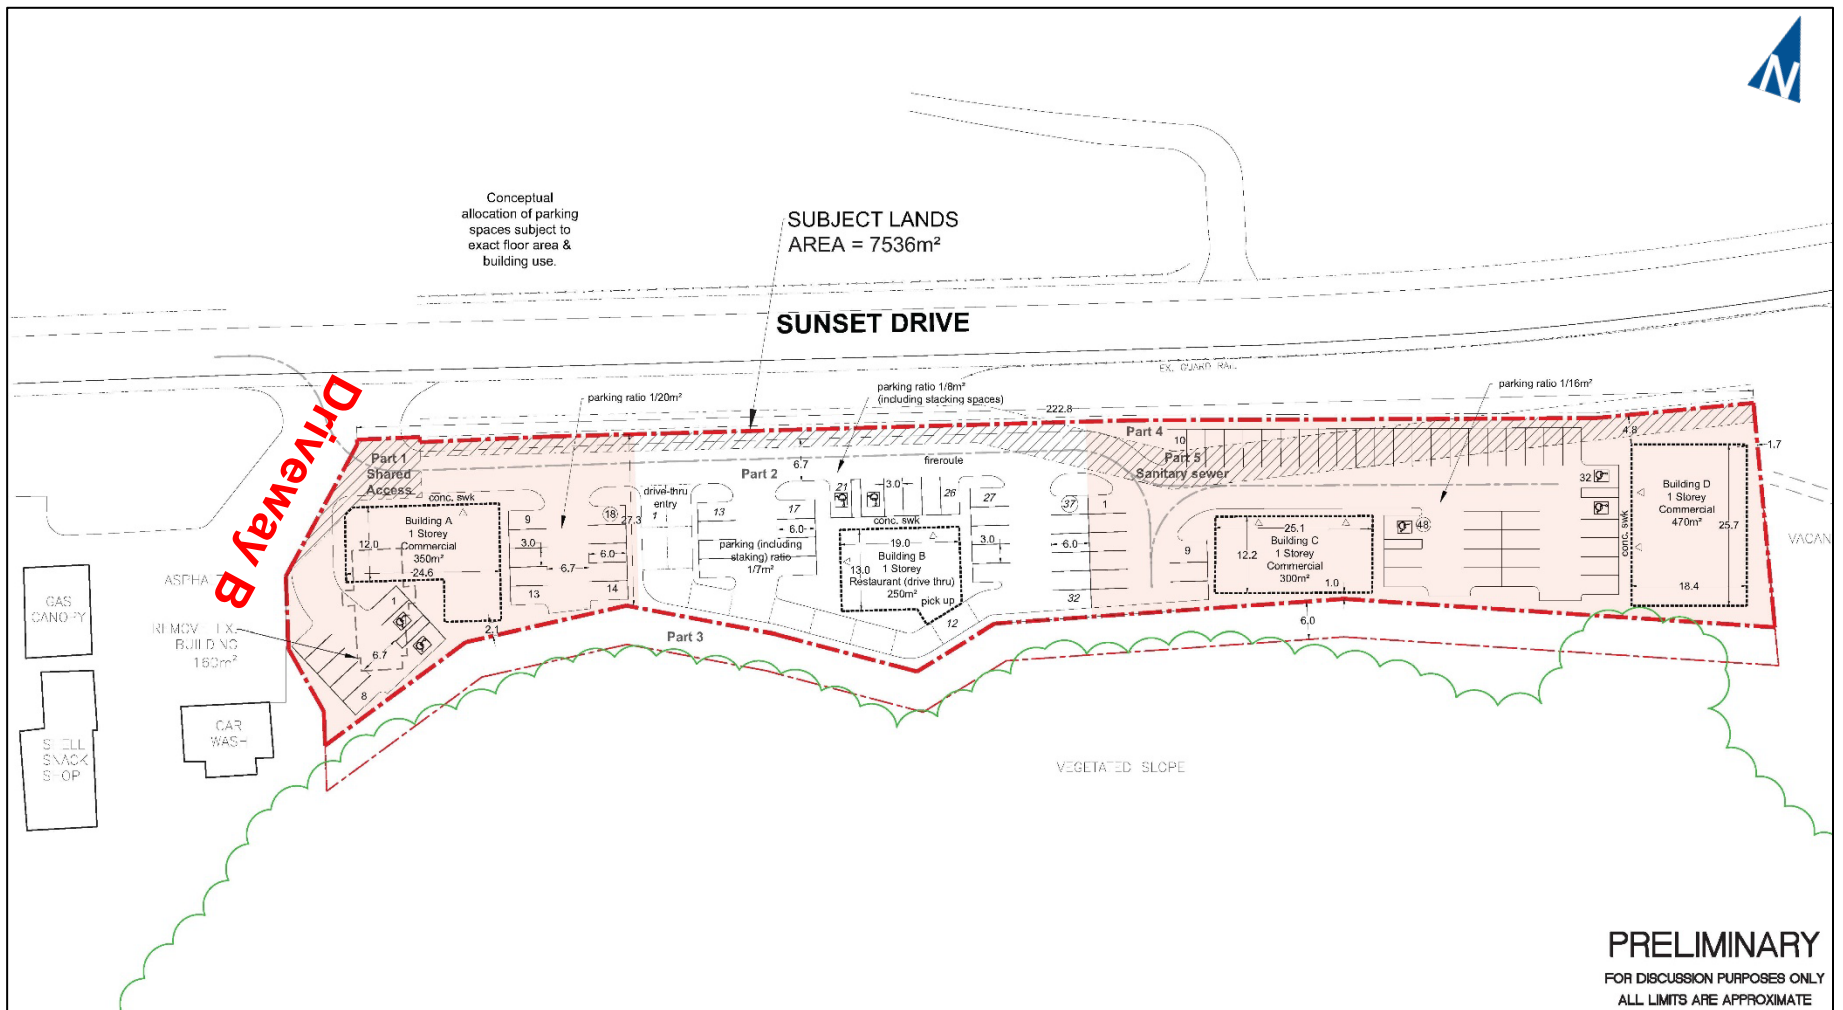 N
Conceptual
allocation of parking
spaces subject to
exact floor area &
building use.
SUBJECT LANDS
AREA = 7536m²
SUNSET DRIVE
EX. GUARD RAIL
Driveway B
parking ratio 1/20m²
parking ratio 1/8m²
(including stacking spaces)
222.8
parking ratio 1/16m²
Part 1
Shared
Access
conc. swk
Building A
1 Storey
Commercial
350m²
12.0
24.6
9
3.0
13
6.7
18
6.0
14
27.3
2.1
1
6.7
8
REMOV EX.
BUILDING
160m²
ASPHA
GAS
CANOPY
S ELL
SNACK
S OP
CAR
WASH
drive-thru
entry
1
Part 2
6.7
fireroute
13
17
6.0
parking (including
staking) ratio
1/7m²
21
3.0
26
conc. swk
19.0
Building B
1 Storey
Restaurant (drive thru)
250m²
13.0
pick up
12
27
3.0
32
37
6.0
Part 3
Part 4
10
Part 5
Sanitary sewer
1
9
25.1
Building C
1 Storey
Commercial
300m²
12.2
1.0
6.0
48
32
4.8
1.7
conc. swk
Building D
1 Storey
Commercial
470m²
25.7
18.4
VACAN
VEGETATED SLOPE
PRELIMINARY
FOR DISCUSSION PURPOSES ONLY
ALL LIMITS ARE APPROXIMATE